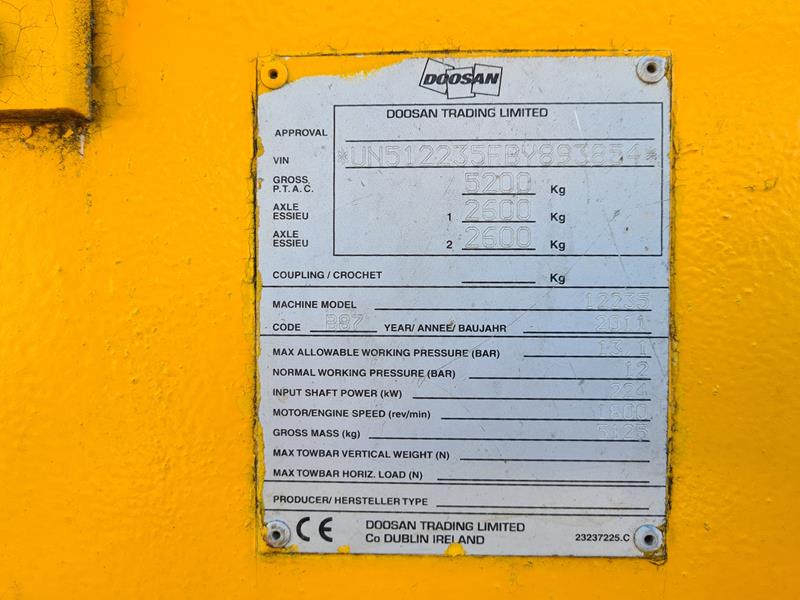 DOOSAN
DOOSAN TRADING LIMITED
APPROVAL
VIN *UN512235FBY893854*
GROSS P.T.A.C. 5200 Kg
AXLE ESSIEU 1 2600 Kg
AXLE ESSIEU 2 2600 Kg
COUPLING / CROCHET Kg
MACHINE MODEL 12235
CODE B87 YEAR/ ANNEE/ BAUJAHR 2011
MAX ALLOWABLE WORKING PRESSURE (BAR) 13.1
NORMAL WORKING PRESSURE (BAR) 12
INPUT SHAFT POWER (kW) 224
MOTOR/ENGINE SPEED (rev/min) 1800
GROSS MASS (kg) 5125
MAX TOWBAR VERTICAL WEIGHT (N)
MAX TOWBAR HORIZ. LOAD (N)
PRODUCER/ HERSTELLER TYPE
CE DOOSAN TRADING LIMITED
Co DUBLIN IRELAND 23237225.C